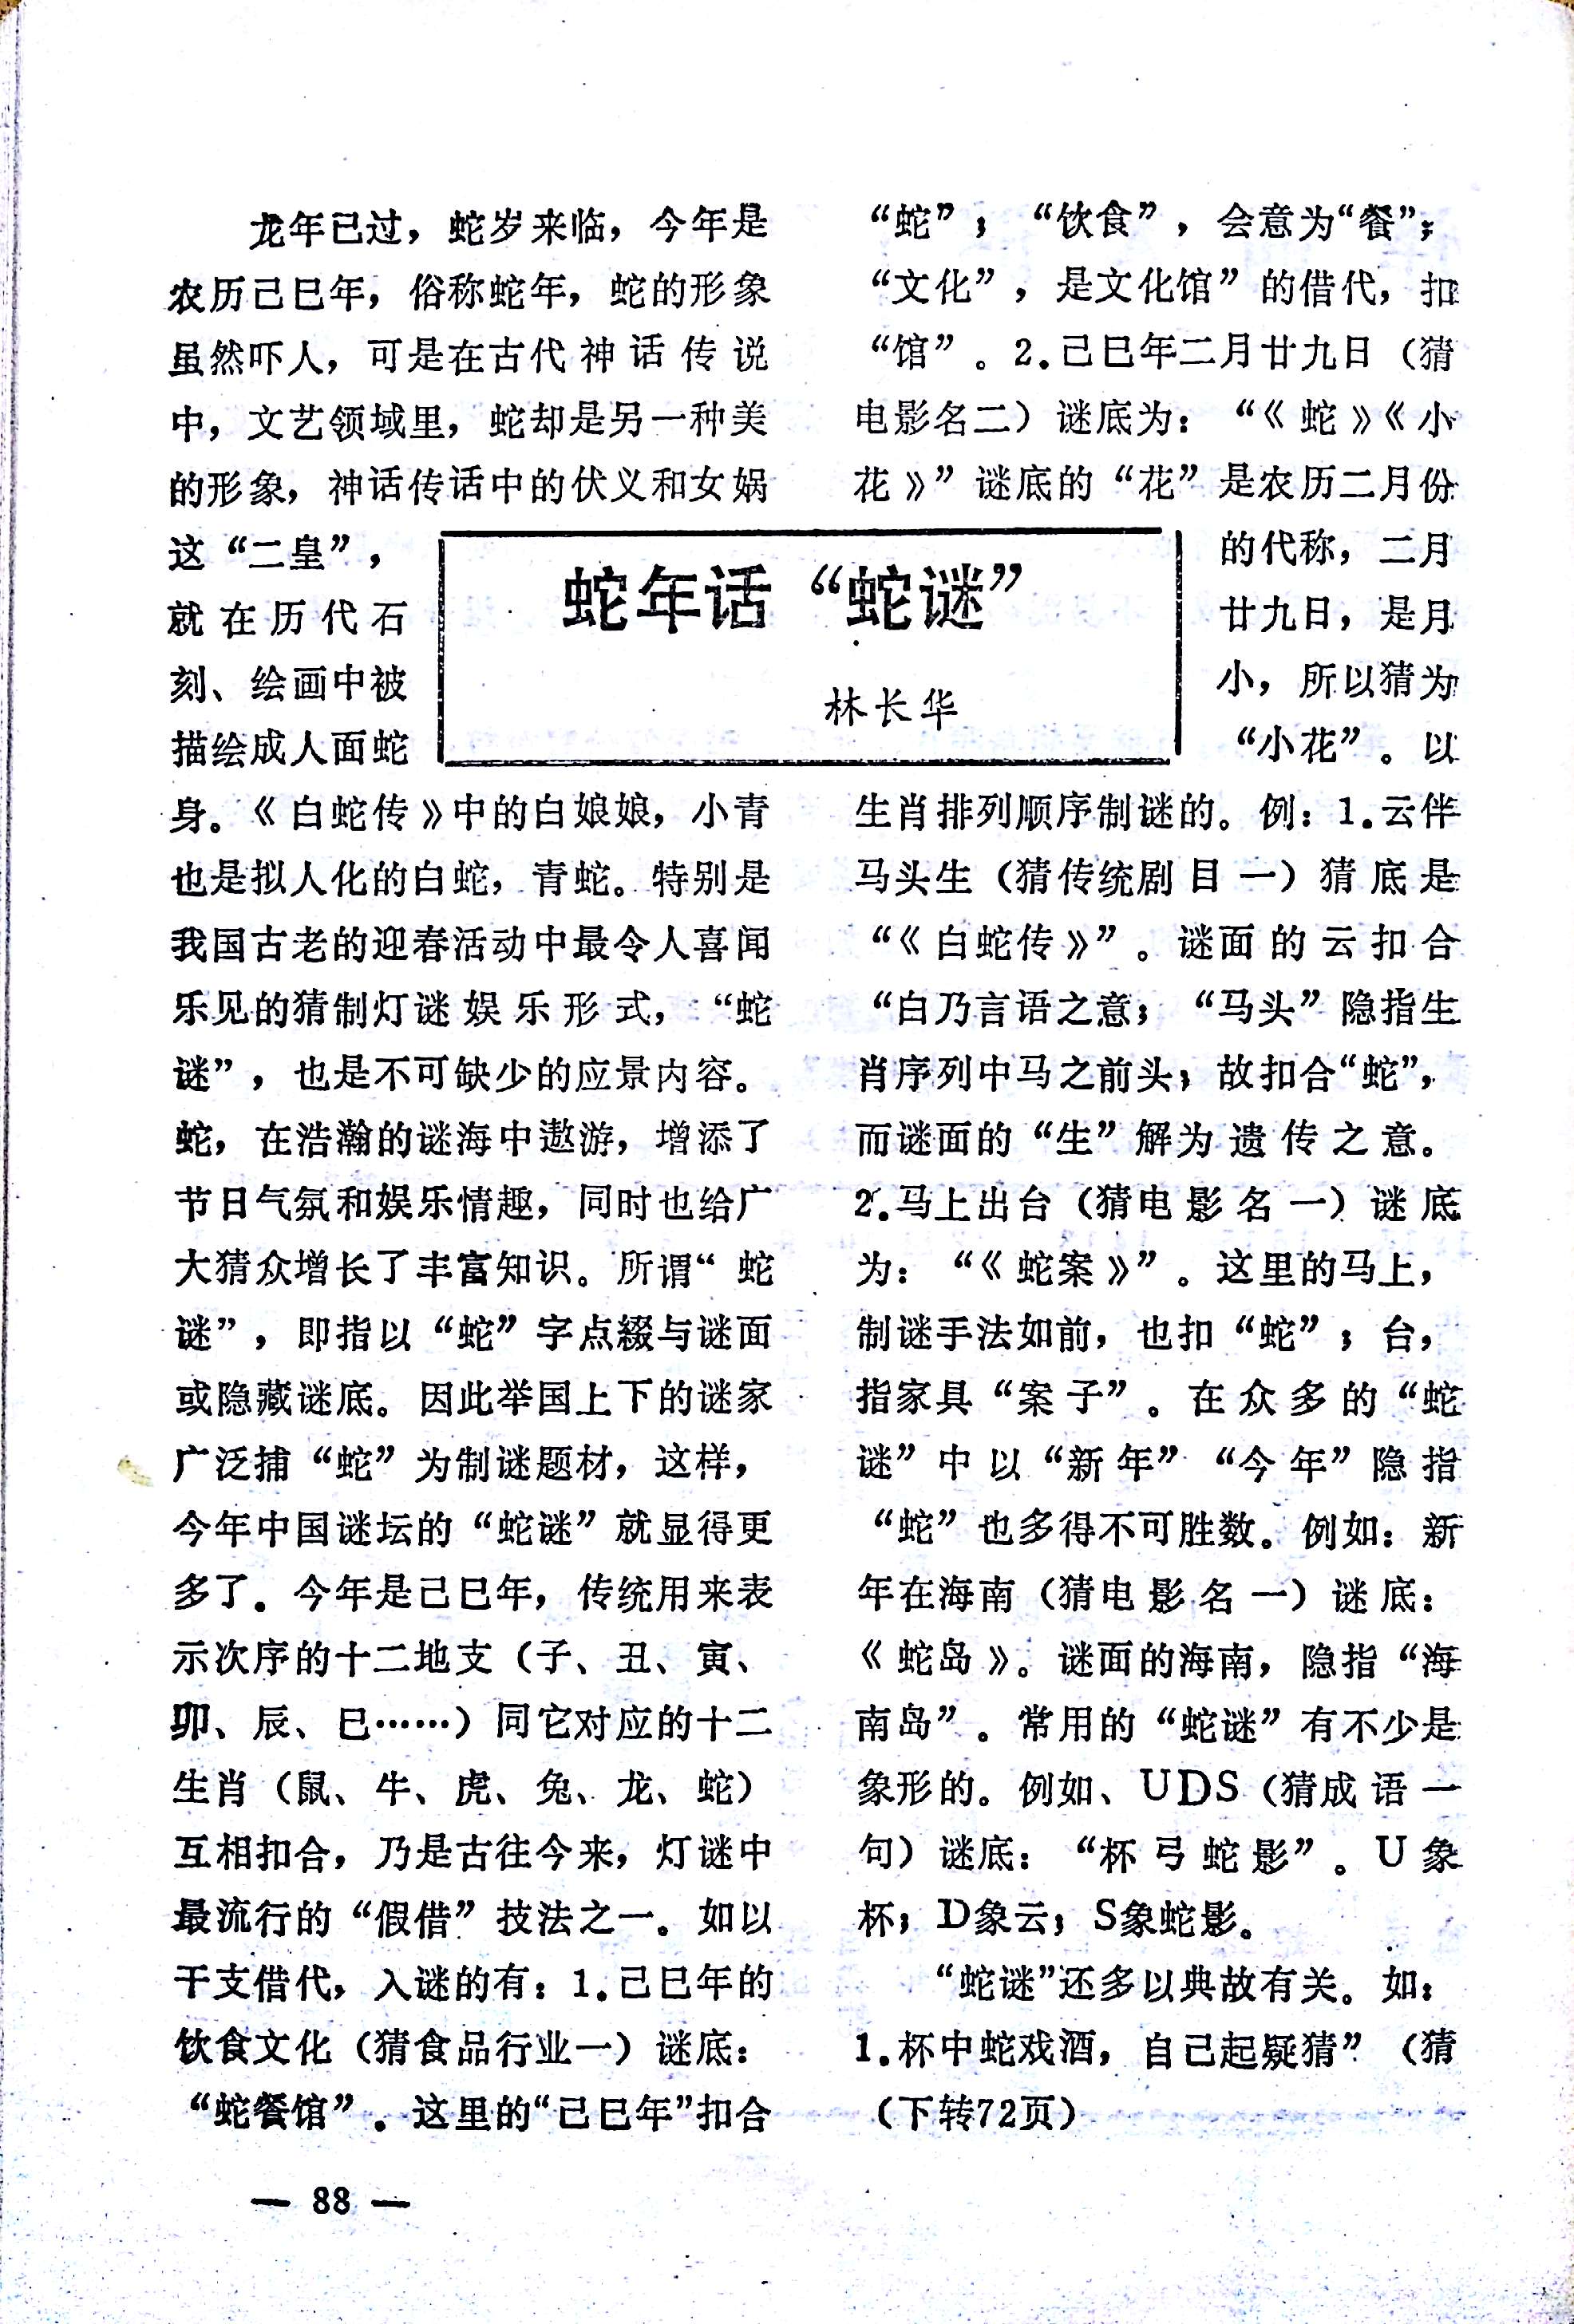 蛇年话“蛇谜”
林长华
龙年已过，蛇岁来临，今年是
农历己巳年，俗称蛇年，蛇的形象
虽然吓人，可是在古代神话传说
中，文艺领域里，蛇却是另一种美
的形象，神话传话中的伏义和女娲
这“二皇”，
就在历代石
刻、绘画中被
描绘成人面蛇
身。《白蛇传》中的白娘娘，小青
也是拟人化的白蛇，青蛇。特别是
我国古老的迎春活动中最令人喜闻
乐见的猜制灯谜娱乐形式，“蛇
谜”，也是不可缺少的应景内容。
蛇，在浩瀚的谜海中遨游，增添了
节日气氛和娱乐情趣，同时也给广
大猜众增长了丰富知识。所谓“蛇
谜”，即指以“蛇”字点綴与谜面
或隐藏谜底。因此举国上下的谜家
广泛捕“蛇”为制谜题材，这样，
今年中国谜坛的“蛇谜”就显得更
多了。今年是己巳年，传统用来表
示次序的十二地支（子、丑、寅、
卯、辰、巳……）同它对应的十二
生肖（鼠、牛、虎、兔、龙、蛇）
互相扣合，乃是古往今来，灯谜中
最流行的“假借”技法之一。如以
干支借代，入谜的有：1.己巳年的
饮食文化（猜食品行业一）谜底：
“蛇餐馆”。这里的“己巳年”扣合
“蛇”；“饮食”，会意为“餐”；
“文化”，是文化馆”的借代，扣
“馆”。2.己巳年二月廿九日（猜
电影名二）谜底为：“《蛇》《小
花》”谜底的“花”是农历二月份
的代称，二月
廿九日，是月
小，所以猜为
“小花”。以
生肖排列顺序制谜的。例：1.云伴
马头生（猜传统剧目一）猜底是
“《白蛇传》”。谜面的云扣合
“白乃言语之意；“马头”隐指生
肖序列中马之前头；故扣合“蛇”，
而谜面的“生”解为遗传之意。
2.马上出台（猜电影名一）谜底
为：“《蛇案》”。这里的马上，
制谜手法如前，也扣“蛇”；台，
指家具“案子”。在众多的“蛇
谜”中以“新年”“今年”隐指
“蛇”也多得不可胜数。例如：新
年在海南（猜电影名一）谜底：
《蛇岛》。谜面的海南，隐指“海
南岛”。常用的“蛇谜”有不少是
象形的。例如、UDS（猜成语一
句）谜底：“杯弓蛇影”。U象
杯；D象云；S象蛇影。
“蛇谜”还多以典故有关。如：
1.杯中蛇戏酒，自己起疑猜”（猜
（下转72页）
— 88 —